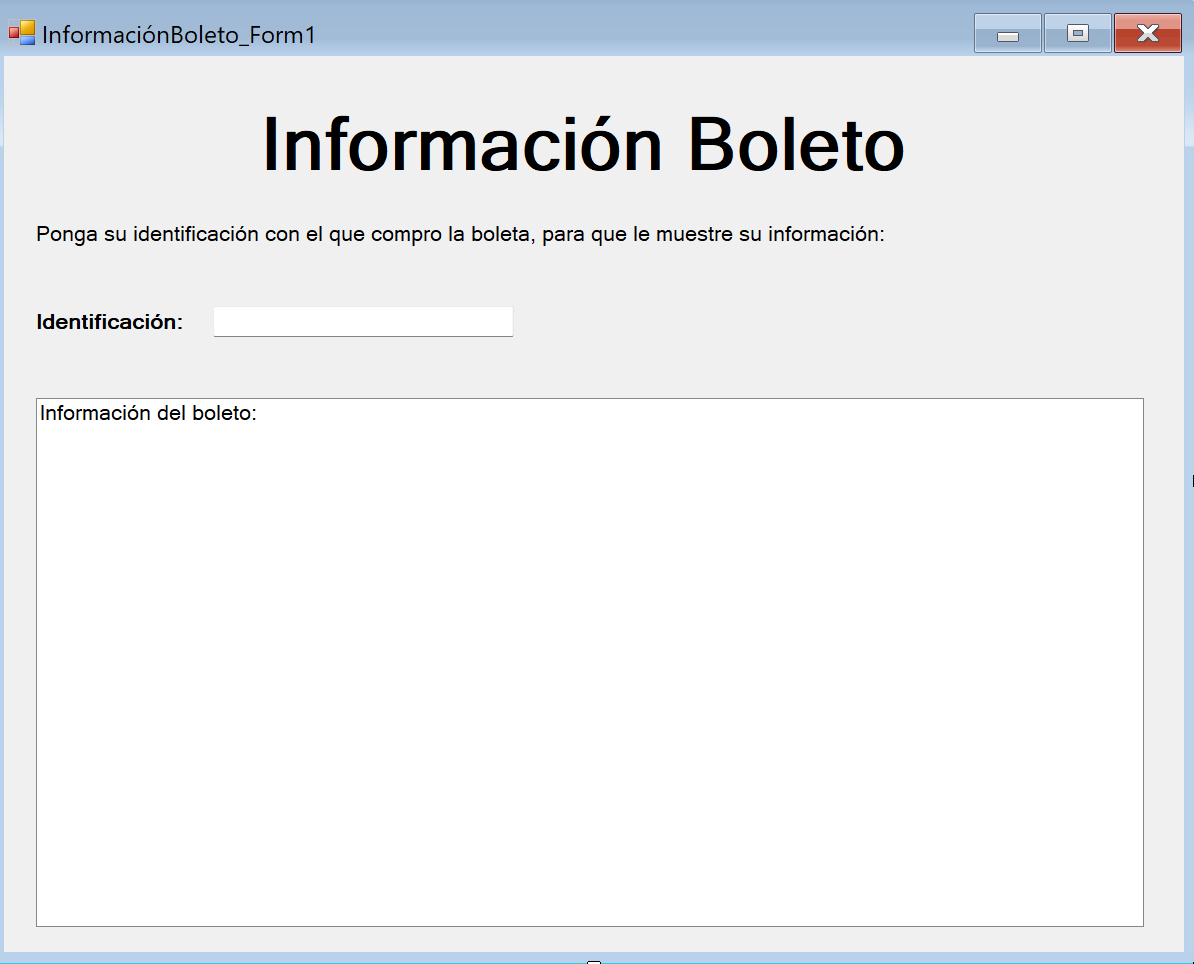 InformaciónBoleto_Form1
Información Boleto
Ponga su identificación con el que compro la boleta, para que le muestre su información:
Identificación:
Información del boleto: